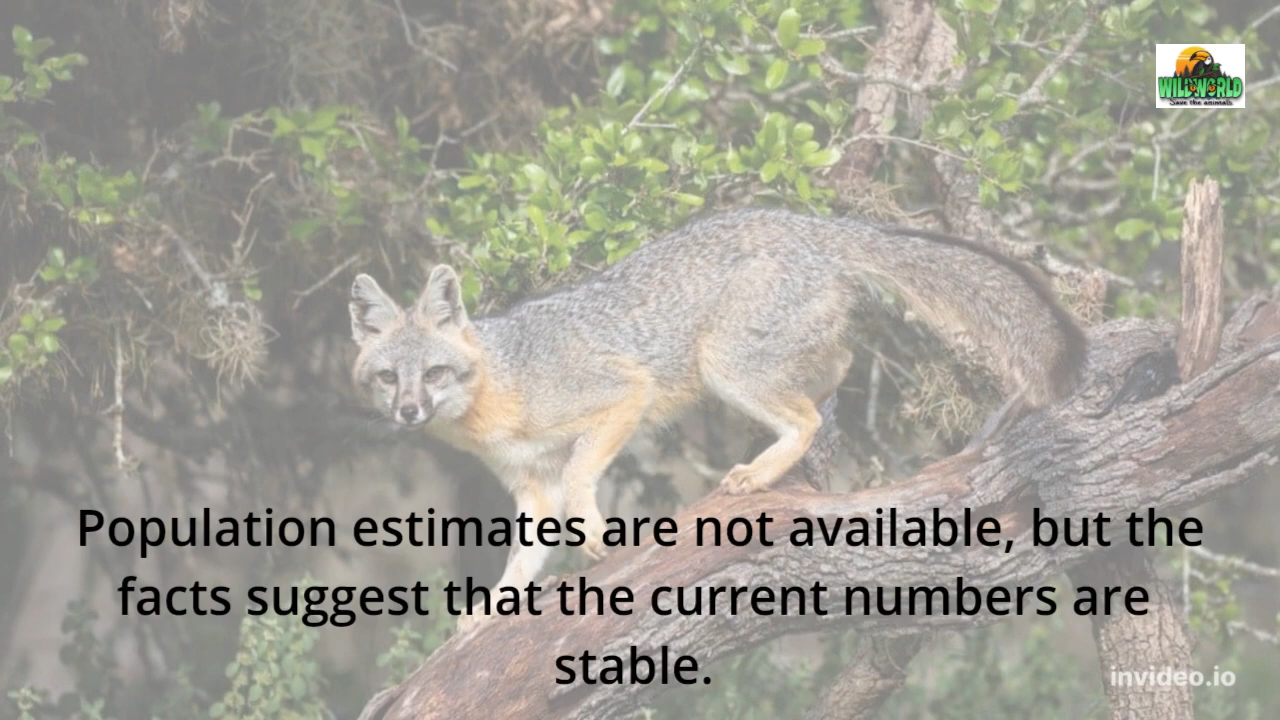 WILDWORLD
Save the animals
Population estimates are not available, but the
facts suggest that the current numbers are
stable.
invideo.io